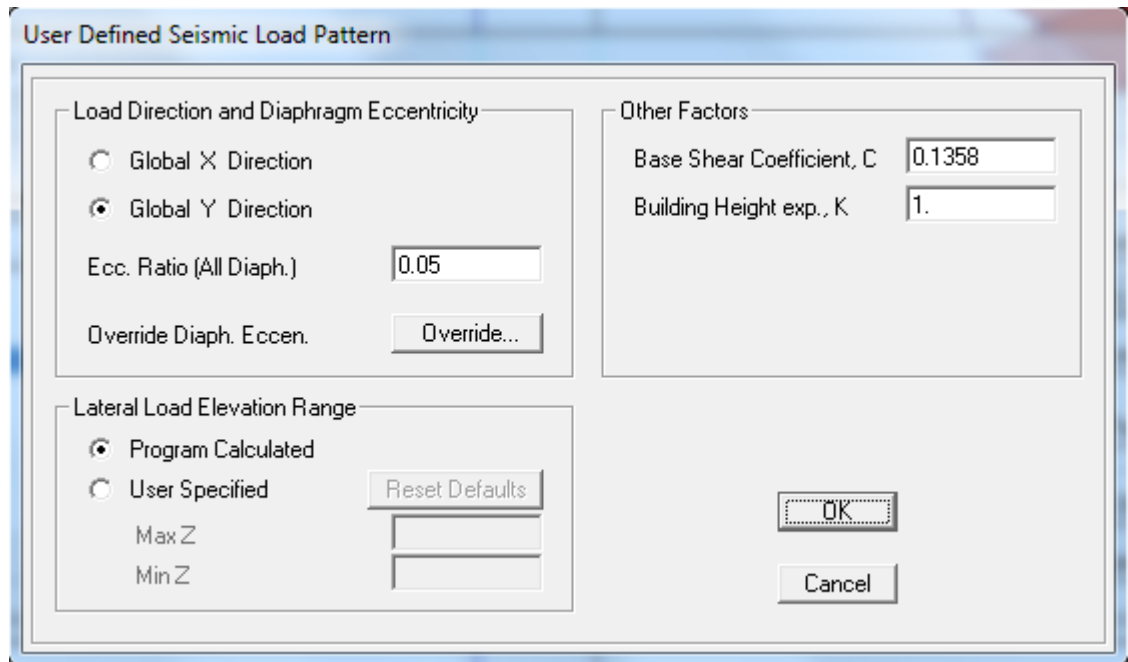 User Defined Seismic Load Pattern
Load Direction and Diaphragm Eccentricity
Global X Direction
Global Y Direction
Ecc. Ratio (All Diaph.) 0.05
Override Diaph. Eccen. Override...
Other Factors
Base Shear Coefficient, C 0.1358
Building Height exp., K 1.
Lateral Load Elevation Range
Program Calculated
User Specified Reset Defaults
Max Z
Min Z
OK
Cancel